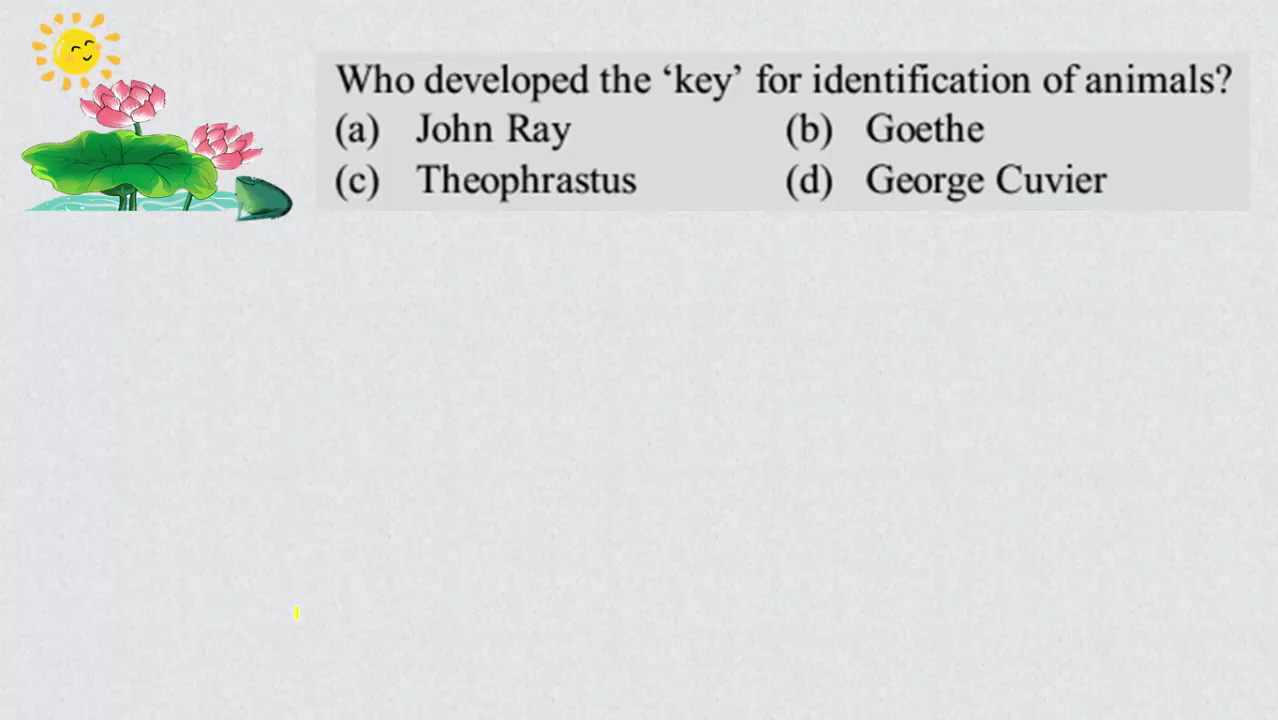 Who developed the ‘key’ for identification of animals?
(a) John Ray (b) Goethe
(c) Theophrastus (d) George Cuvier